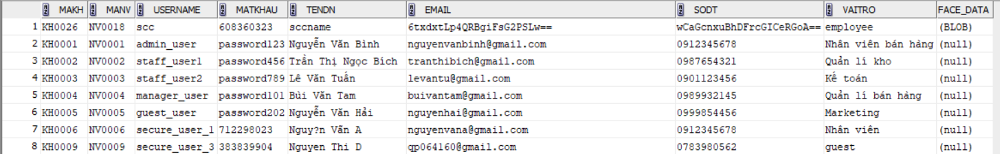 MAKH MANV USERNAME MATKHAU TENDN EMAIL SODT VAITRO FACE_DATA
1 KH0026 NV0018 scc 608360323 sccname 6txdxtLp4QRBgiFsG2PSLw== wCaGcnxuBhDFrcGICeRGoA== employee (BLOB)
2 KH0001 NV0001 admin_user password123 Nguyễn Văn Bình nguyenvanbinh@gmail.com 0912345678 Nhân viên bán hàng (null)
3 KH0002 NV0002 staff_user1 password456 Trần Thị Ngọc Bích tranthibich@gmail.com 0987654321 Quản lí kho (null)
4 KH0003 NV0003 staff_user2 password789 Lê Văn Tuấn levantu@gmail.com 0901123456 Kế toán (null)
5 KH0004 NV0004 manager_user password101 Bùi Văn Tam buivantam@gmail.com 0989932145 Quản lí bán hàng (null)
6 KH0005 NV0005 guest_user password202 Nguyễn Văn Hải nguyenhai@gmail.com 0999854456 Marketing (null)
7 KH0006 NV0006 secure_user_1 712298023 Nguy?n Văn A nguyenvana@gmail.com 0912345678 Nhân viên (null)
8 KH0009 NV0009 secure_user_3 383839904 Nguyen Thi D qp064160@gmail.com 0783980562 guest (null)